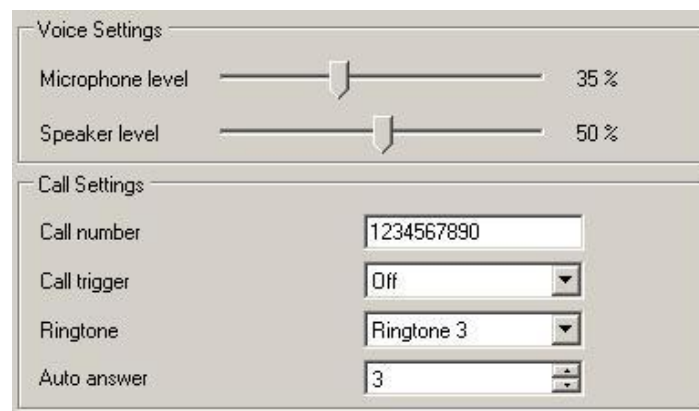 Voice Settings
Microphone level 35 %
Speaker level 50 %
Call Settings
Call number 1234567890
Call trigger Off
Ringtone Ringtone 3
Auto answer 3